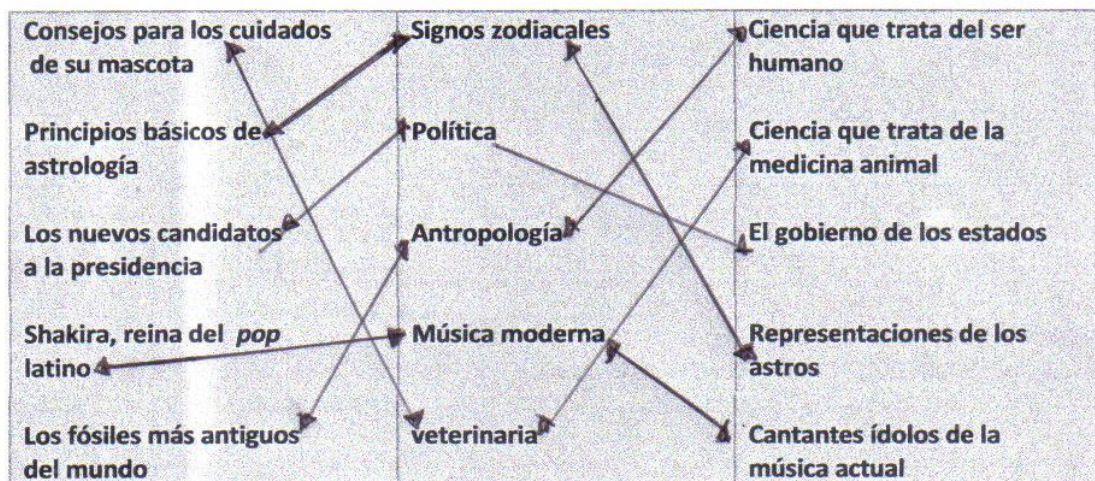 Consejos para los cuidados
de su mascota
Signos zodiacales
Ciencia que trata del ser
humano
Principios básicos de
astrología
Política
Ciencia que trata de la
medicina animal
Los nuevos candidatos
a la presidencia
Antropología
El gobierno de los estados
Shakira, reina del pop
latino
Música moderna
Representaciones de los
astros
Los fósiles más antiguos
del mundo
veterinaria
Cantantes ídolos de la
música actual